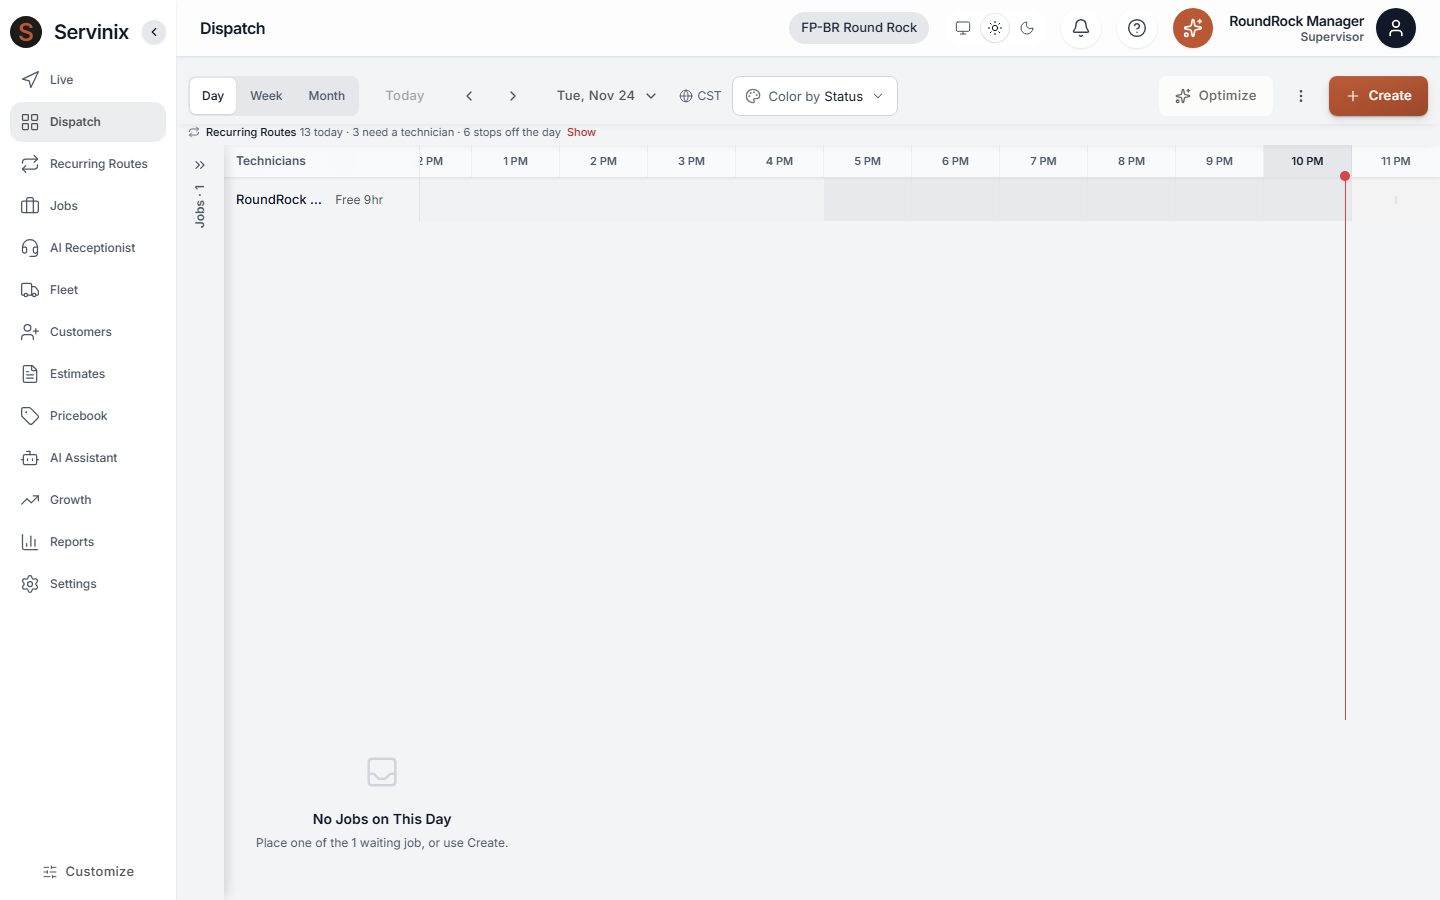 Servinix
Dispatch
FP-BR Round Rock
RoundRock Manager
Supervisor
Live
Dispatch
Recurring Routes
Jobs
AI Receptionist
Fleet
Customers
Estimates
Pricebook
AI Assistant
Growth
Reports
Settings
Customize
Day Week Month Today Tue, Nov 24 CST Color by Status Optimize Create
Recurring Routes 13 today · 3 need a technician · 6 stops off the day Show
Jobs · 1
Technicians 2 PM 1 PM 2 PM 3 PM 4 PM 5 PM 6 PM 7 PM 8 PM 9 PM 10 PM 11 PM
RoundRock ... Free 9hr
No Jobs on This Day
Place one of the 1 waiting job, or use Create.